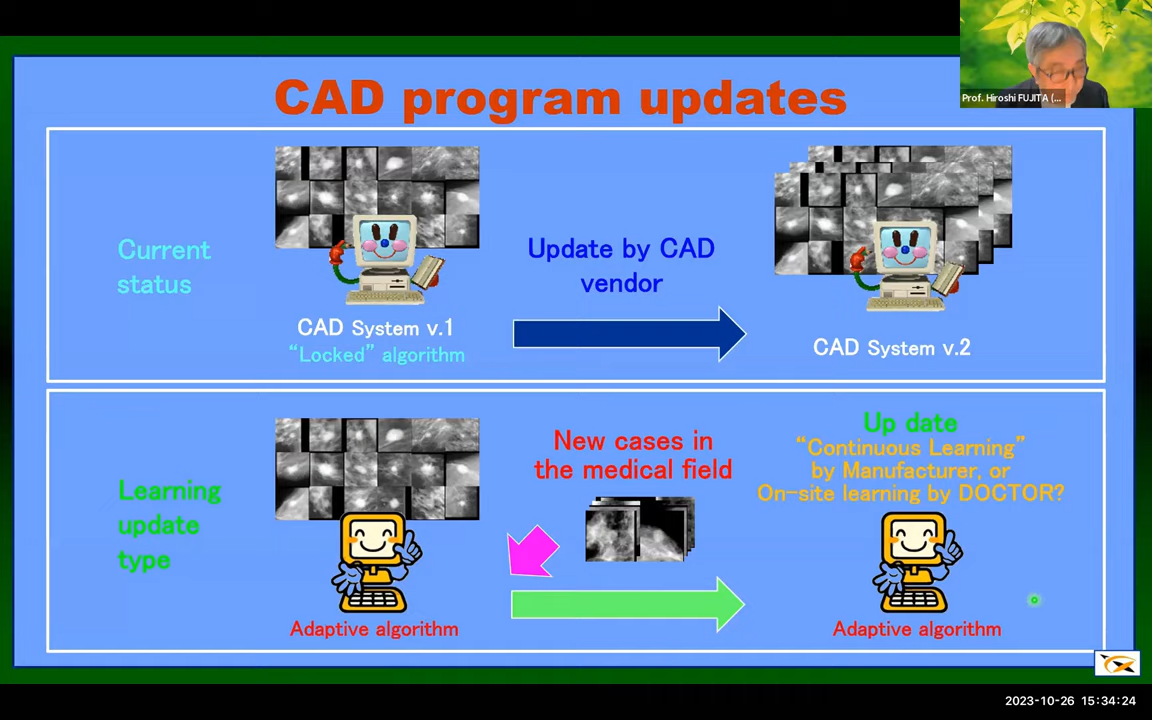 CAD program updates
Prof. Hiroshi FUJITA (...
Current
status
CAD System v.1
“Locked” algorithm
Update by CAD
vendor
CAD System v.2
Learning
update
type
Adaptive algorithm
New cases in
the medical field
Up date
“Continuous Learning”
by Manufacturer, or
On-site learning by DOCTOR?
Adaptive algorithm
2023-10-26 15:34:24